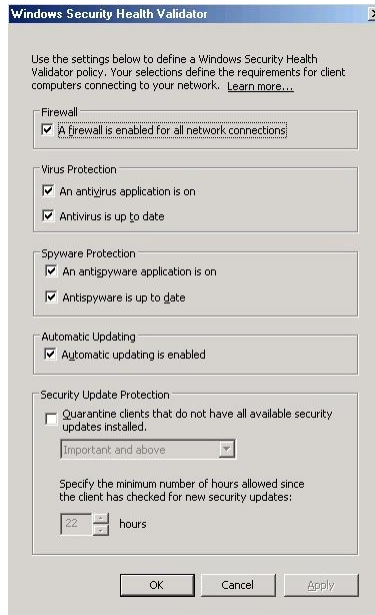 Windows Security Health Validator
Use the settings below to define a Windows Security Health
Validator policy. Your selections define the requirements for client
computers connecting to your network. Learn more...
Firewall
A firewall is enabled for all network connections
Virus Protection
An antivirus application is on
Antivirus is up to date
Spyware Protection
An antispyware application is on
Antispyware is up to date
Automatic Updating
Automatic updating is enabled
Security Update Protection
Quarantine clients that do not have all available security
updates installed.
Important and above
Specify the minimum number of hours allowed since
the client has checked for new security updates:
22 hours
OK Cancel Apply